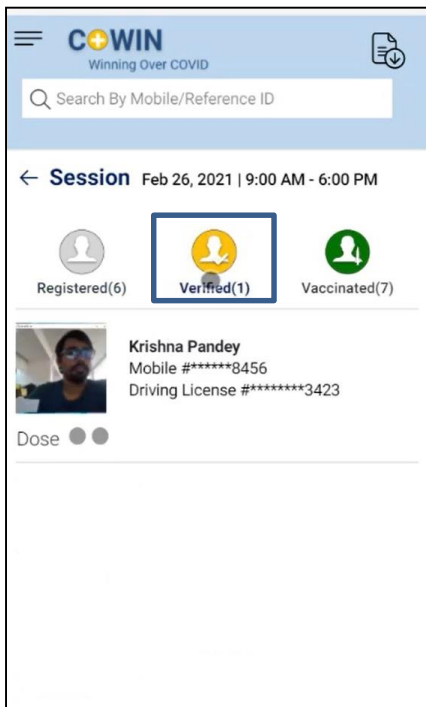 COWIN
Winning Over COVID
Search By Mobile/Reference ID
← Session Feb 26, 2021 | 9:00 AM - 6:00 PM
Registered(6) Verified(1) Vaccinated(7)
Krishna Pandey
Mobile #******8456
Driving License #********3423
Dose